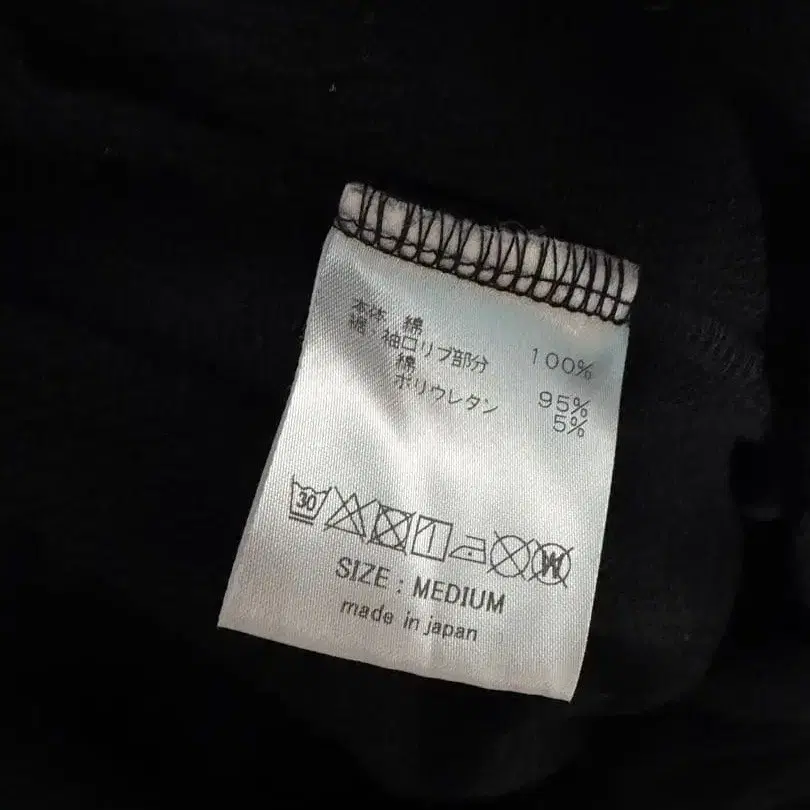 本体 綿 100%
裾・袖口リブ部分
綿 95%
ポリウレタン 5%
30 W
SIZE : MEDIUM
made in japan